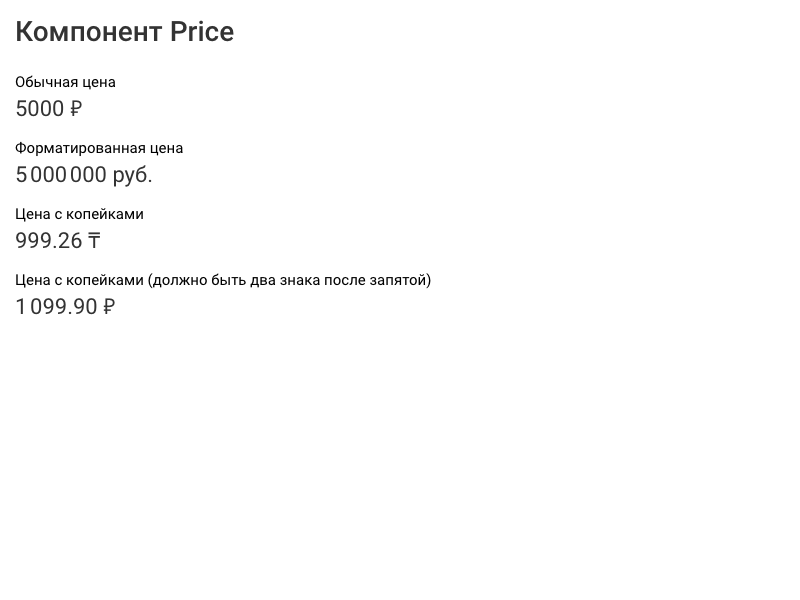 Компонент Price
Обычная цена
5000 ₽
Форматированная цена
5 000 000 руб.
Цена с копейками
999.26 ₸
Цена с копейками (должно быть два знака после запятой)
1 099.90 ₽